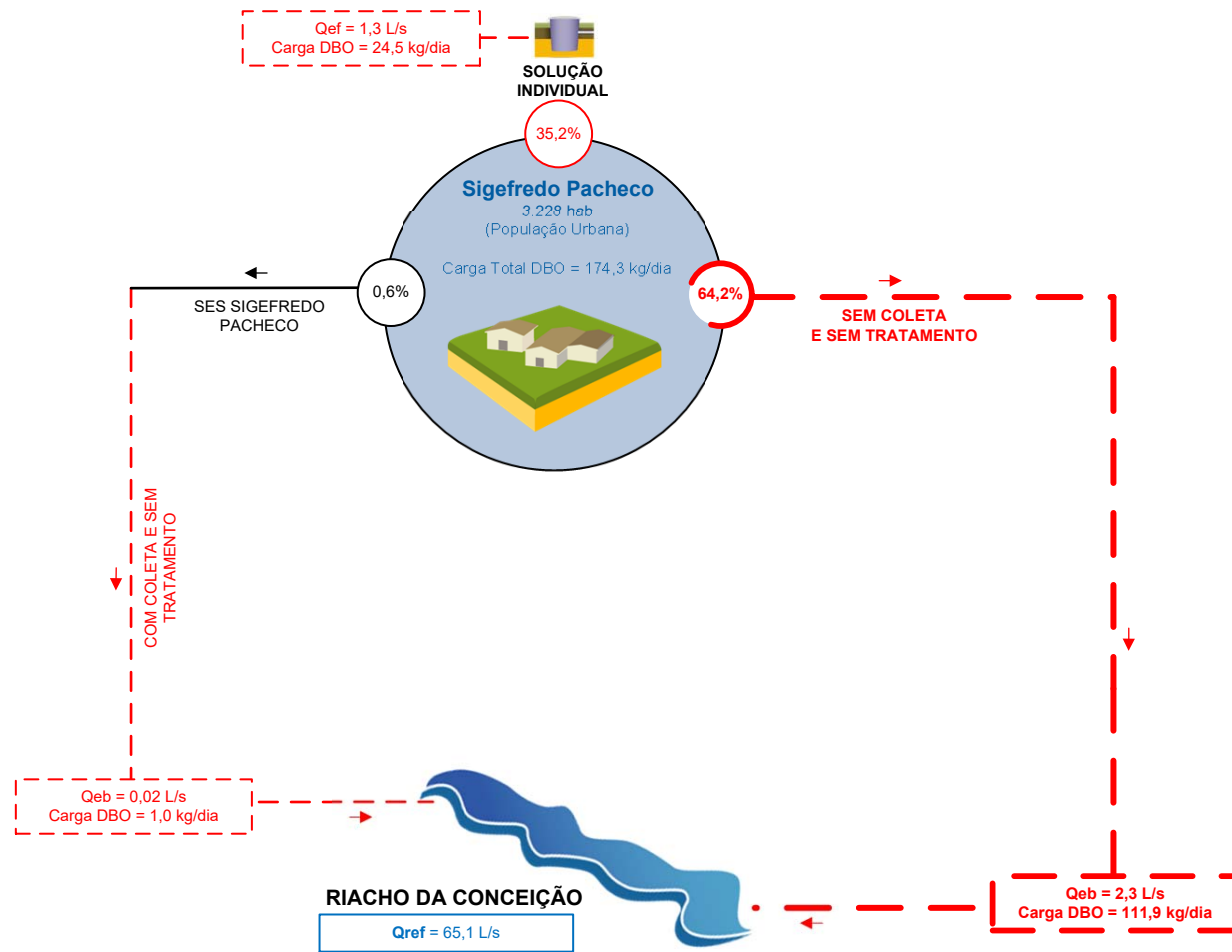 Qef = 1,3 L/s
Carga DBO = 24,5 kg/dia
SOLUÇÃO
INDIVIDUAL
35,2%
Sigefredo Pacheco
3.228 hab
(População Urbana)
Carga Total DBO = 174,3 kg/dia
0,6%
64,2%
SES SIGEFREDO
PACHECO
SEM COLETA
E SEM TRATAMENTO
COM COLETA E SEM
TRATAMENTO
Qeb = 0,02 L/s
Carga DBO = 1,0 kg/dia
RIACHO DA CONCEIÇÃO
Qref = 65,1 L/s
Qeb = 2,3 L/s
Carga DBO = 111,9 kg/dia